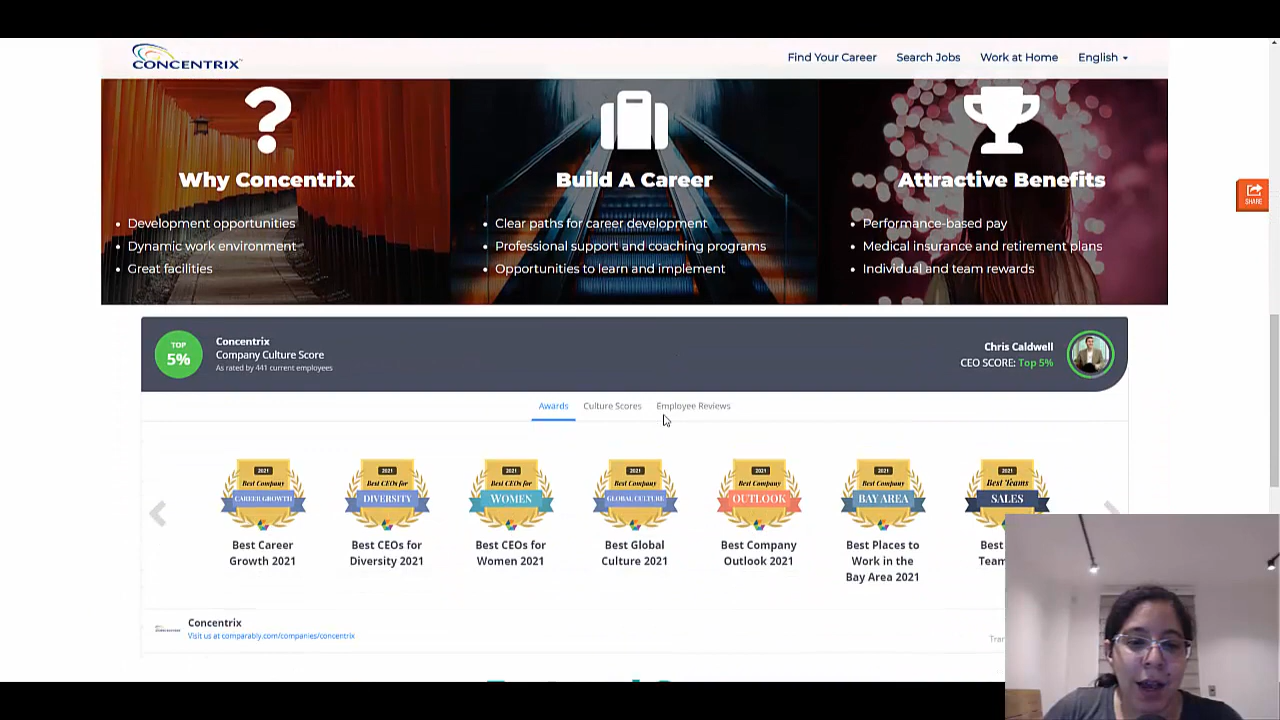 CONCENTRIX
Find Your Career
Search Jobs
Work at Home
English
SHARE
Why Concentrix
Development opportunities
Dynamic work environment
Great facilities
Build A Career
Clear paths for career development
Professional support and coaching programs
Opportunities to learn and implement
Attractive Benefits
Performance-based pay
Medical insurance and retirement plans
Individual and team rewards
TOP
5%
Concentrix
Company Culture Score
As rated by 441 current employees
Chris Caldwell
CEO SCORE: Top 5%
Awards
Culture Scores
Employee Reviews
2021
Best Company
CAREER GROWTH
Best Career
Growth 2021
2021
Best CEOs for
DIVERSITY
Best CEOs for
Diversity 2021
2021
Best CEOs for
WOMEN
Best CEOs for
Women 2021
2021
Best Company
GLOBAL CULTURE
Best Global
Culture 2021
2021
Best Company
OUTLOOK
Best Company
Outlook 2021
2021
Best Company
BAY AREA
Best Places to
Work in the
Bay Area 2021
2021
Best Teams
SALES
Best
Team
Concentrix
Visit us at comparably.com/companies/concentrix
Tran